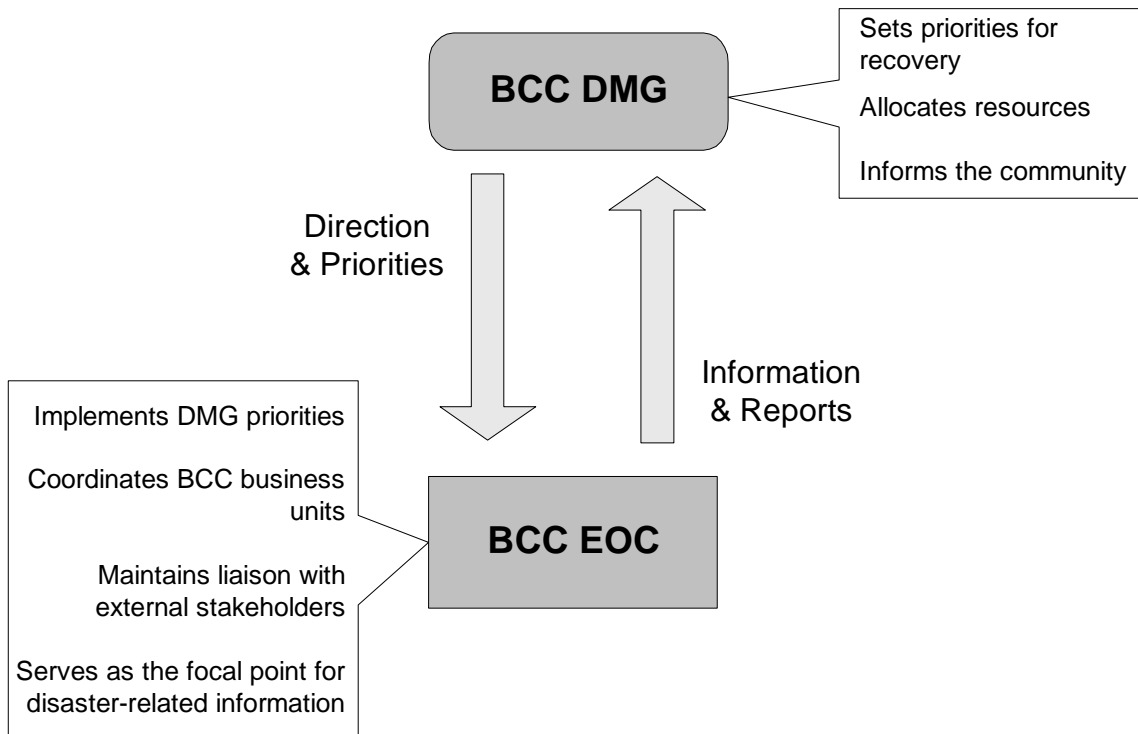 BCC DMG
Sets priorities for
recovery
Allocates resources
Informs the community
Direction
& Priorities
Information
& Reports
Implements DMG priorities
Coordinates BCC business
units
Maintains liaison with
external stakeholders
Serves as the focal point for
disaster-related information
BCC EOC